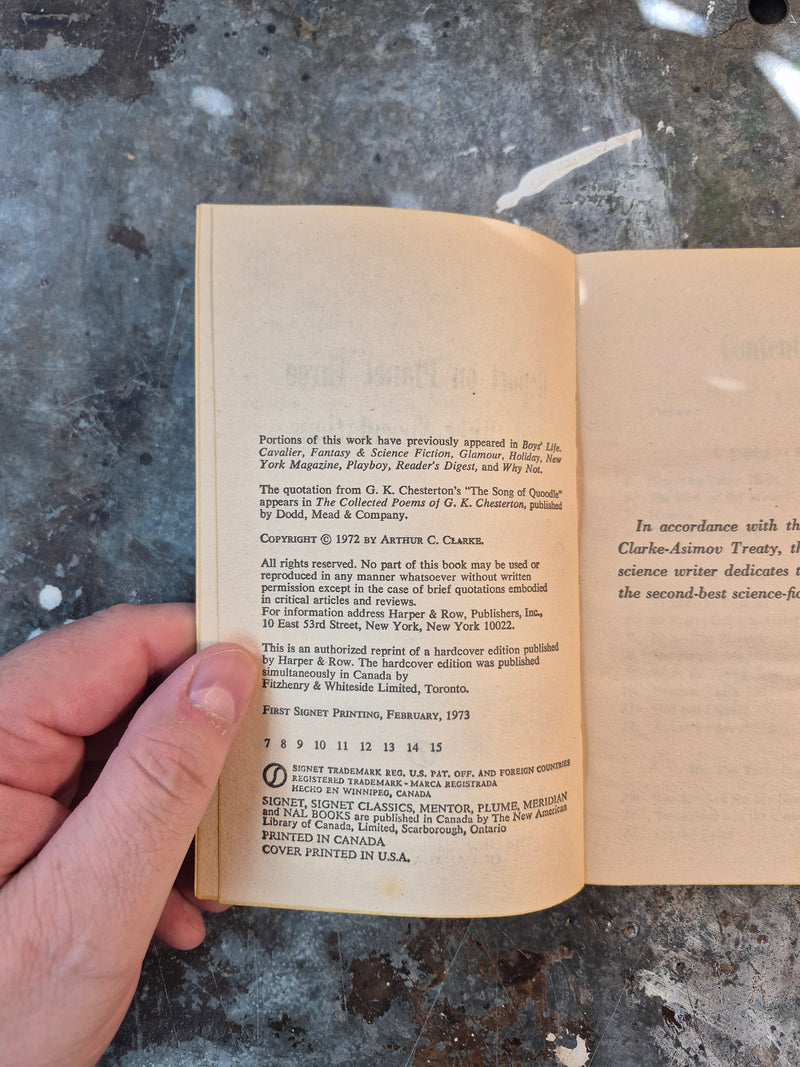 Portions of this work have previously appeared in Boys' Life,
Cavalier, Fantasy & Science Fiction, Glamour, Holiday, New
York Magazine, Playboy, Reader's Digest, and Why Not.
The quotation from G. K. Chesterton's "The Song of Quoodle"
appears in The Collected Poems of G. K. Chesterton, published
by Dodd, Mead & Company.
COPYRIGHT © 1972 BY ARTHUR C. CLARKE.
All rights reserved. No part of this book may be used or
reproduced in any manner whatsoever without written
permission except in the case of brief quotations embodied
in critical articles and reviews.
For information address Harper & Row, Publishers, Inc.,
10 East 53rd Street, New York, New York 10022.
This is an authorized reprint of a hardcover edition published
by Harper & Row. The hardcover edition was published
simultaneously in Canada by
Fitzhenry & Whiteside Limited, Toronto.
FIRST SIGNET PRINTING, FEBRUARY, 1973
7 8 9 10 11 12 13 14 15
SIGNET TRADEMARK REG. U.S. PAT. OFF. AND FOREIGN COUNTRIES
REGISTERED TRADEMARK - MARCA REGISTRADA
HECHO EN WINNIPEG, CANADA
SIGNET, SIGNET CLASSICS, MENTOR, PLUME, MERIDIAN
and NAL BOOKS are published in Canada by The New American
Library of Canada, Limited, Scarborough, Ontario
PRINTED IN CANADA
COVER PRINTED IN U.S.A.
In accordance with
Clarke-Asimov Treaty,
science writer dedicates
the second-best